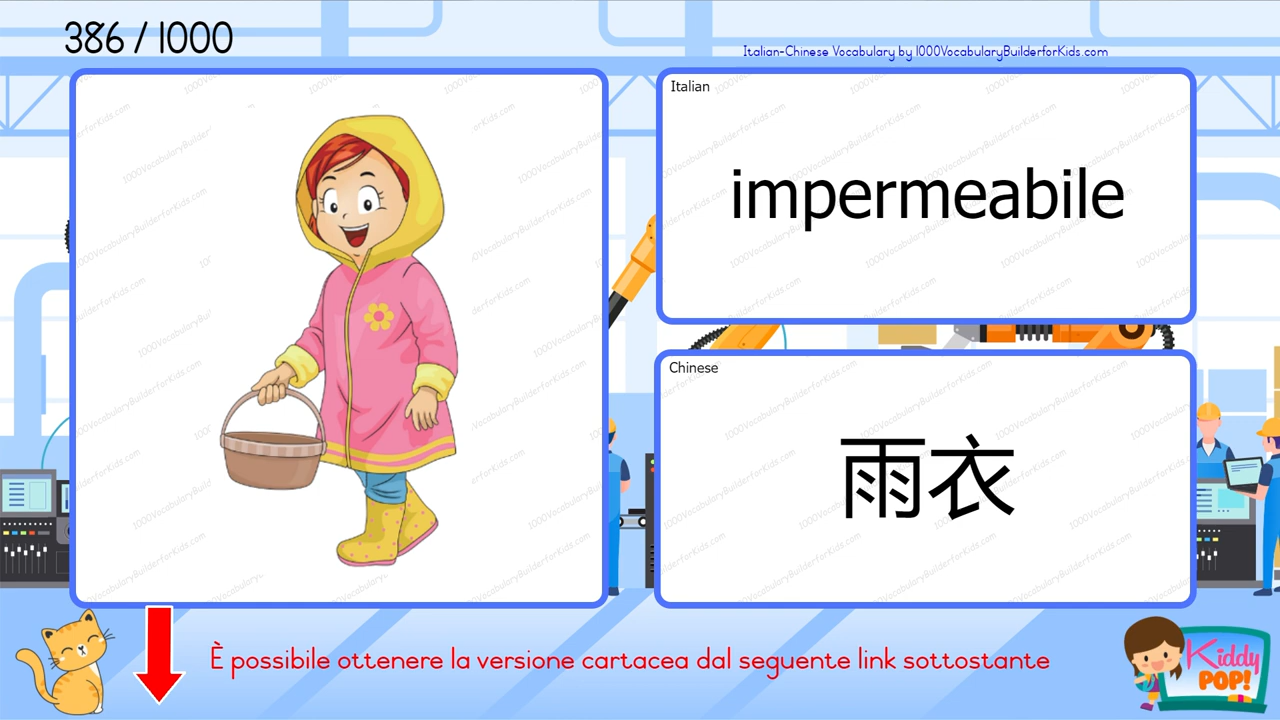 386 / 1000
Italian-Chinese Vocabulary by 1000VocabularyBuilderforKids.com
Italian
impermeabile
Chinese
雨衣
È possibile ottenere la versione cartacea dal seguente link sottostante
Kiddy
POP!